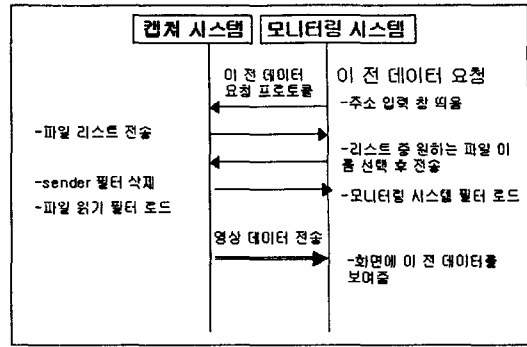 캡쳐 시스템 모니터링 시스템
이 전 데이터
요청 프로토콜
이 전 데이터 요청
-주소 입력 창 띄움
-파일 리스트 전송
-리스트 중 원하는 파일 이
름 선택 후 전송
-sender 필터 삭제
-모니터링 시스템 필터 로드
-파일 읽기 필터 로드
영상 데이터 전송
-화면에 이 전 데이터를
보여줌